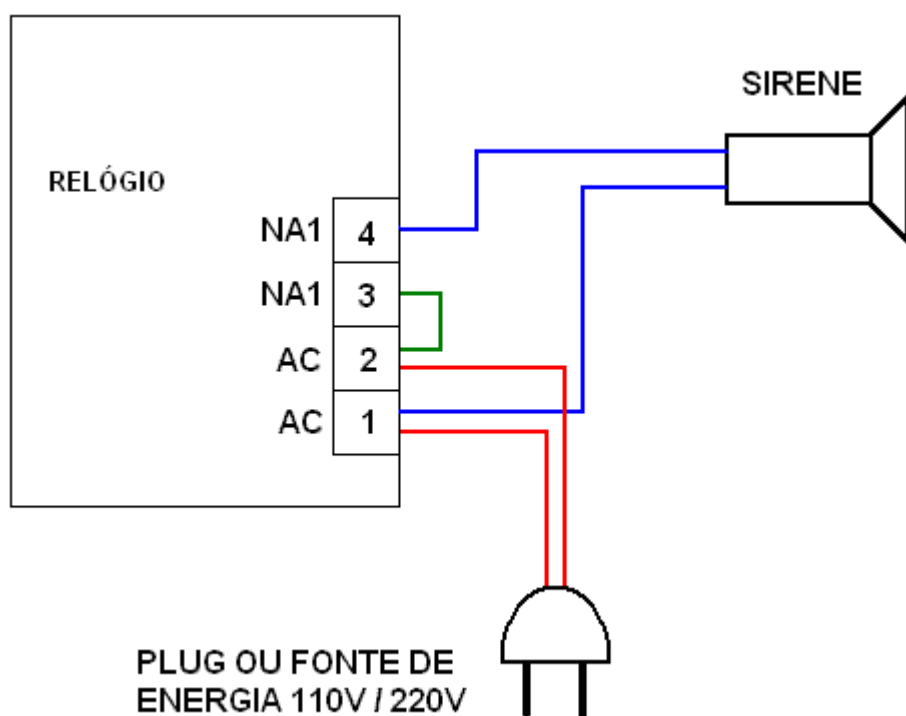 SIRENE
RELÓGIO
NA1 4
NA1 3
AC 2
AC 1
PLUG OU FONTE DE
ENERGIA 110V / 220V